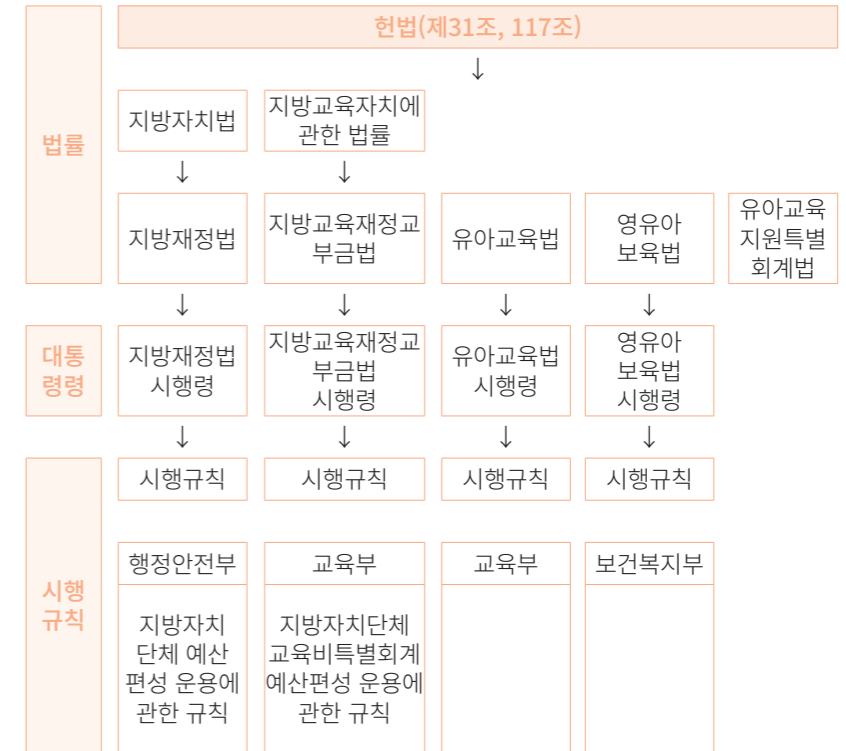 헌법(제31조, 117조)
↓
법률
지방자치법
지방교육자치에
관한 법률
↓ ↓
지방재정법
지방교육재정교
부금법
유아교육법
영유아
보육법
유아교육
지원특별
회계법
↓ ↓ ↓ ↓
대통
령령
지방재정법
시행령
지방교육재정교
부금법
시행령
유아교육법
시행령
영유아
보육법
시행령
↓ ↓ ↓ ↓
시행
규칙
시행규칙
시행규칙
시행규칙
시행규칙
행정안전부
교육부
교육부
보건복지부
지방자치
단체 예산
편성 운용에
관한 규칙
지방자치단체
교육비특별회계
예산편성 운용에
관한 규칙